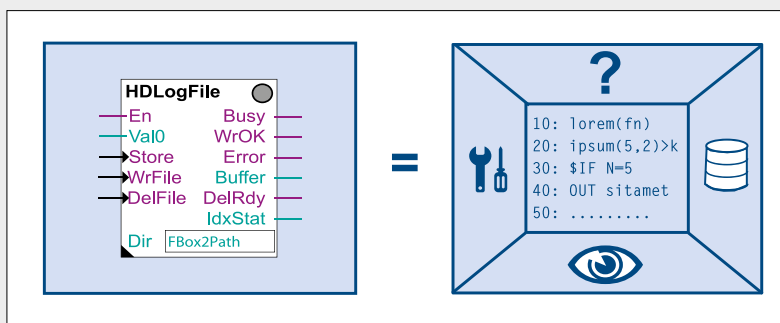 HDLogFile
En Busy
Val0 WrOK
Store Error
WrFile Buffer
DelFile DelRdy
IdxStat
Dir FBox2Path
=
?
10: lorem(fn)
20: ipsum(5,2)>k
30: $IF N=5
40: OUT sitamet
50: .........